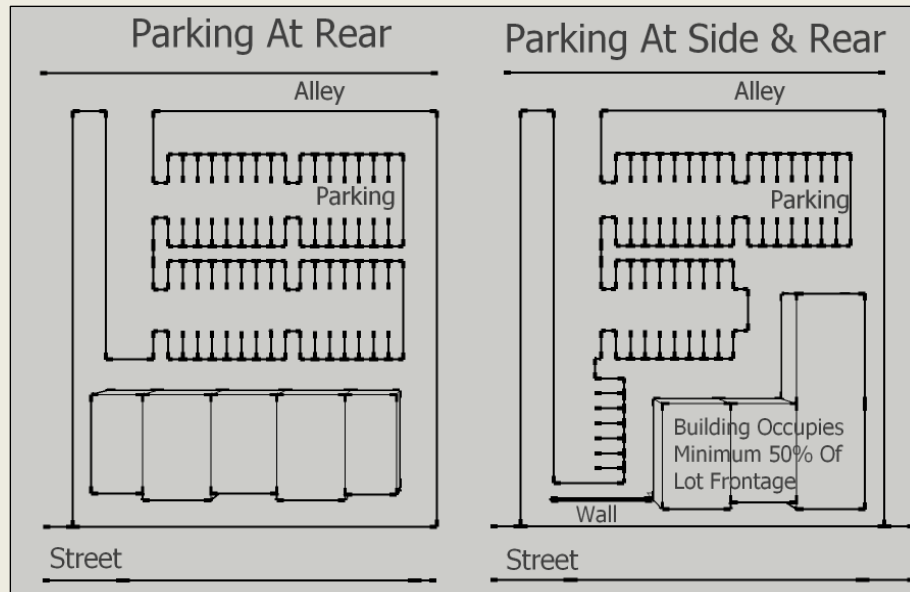 Parking At Rear
Alley
Parking
Street
Parking At Side & Rear
Alley
Parking
Building Occupies
Minimum 50% Of
Lot Frontage
Wall
Street